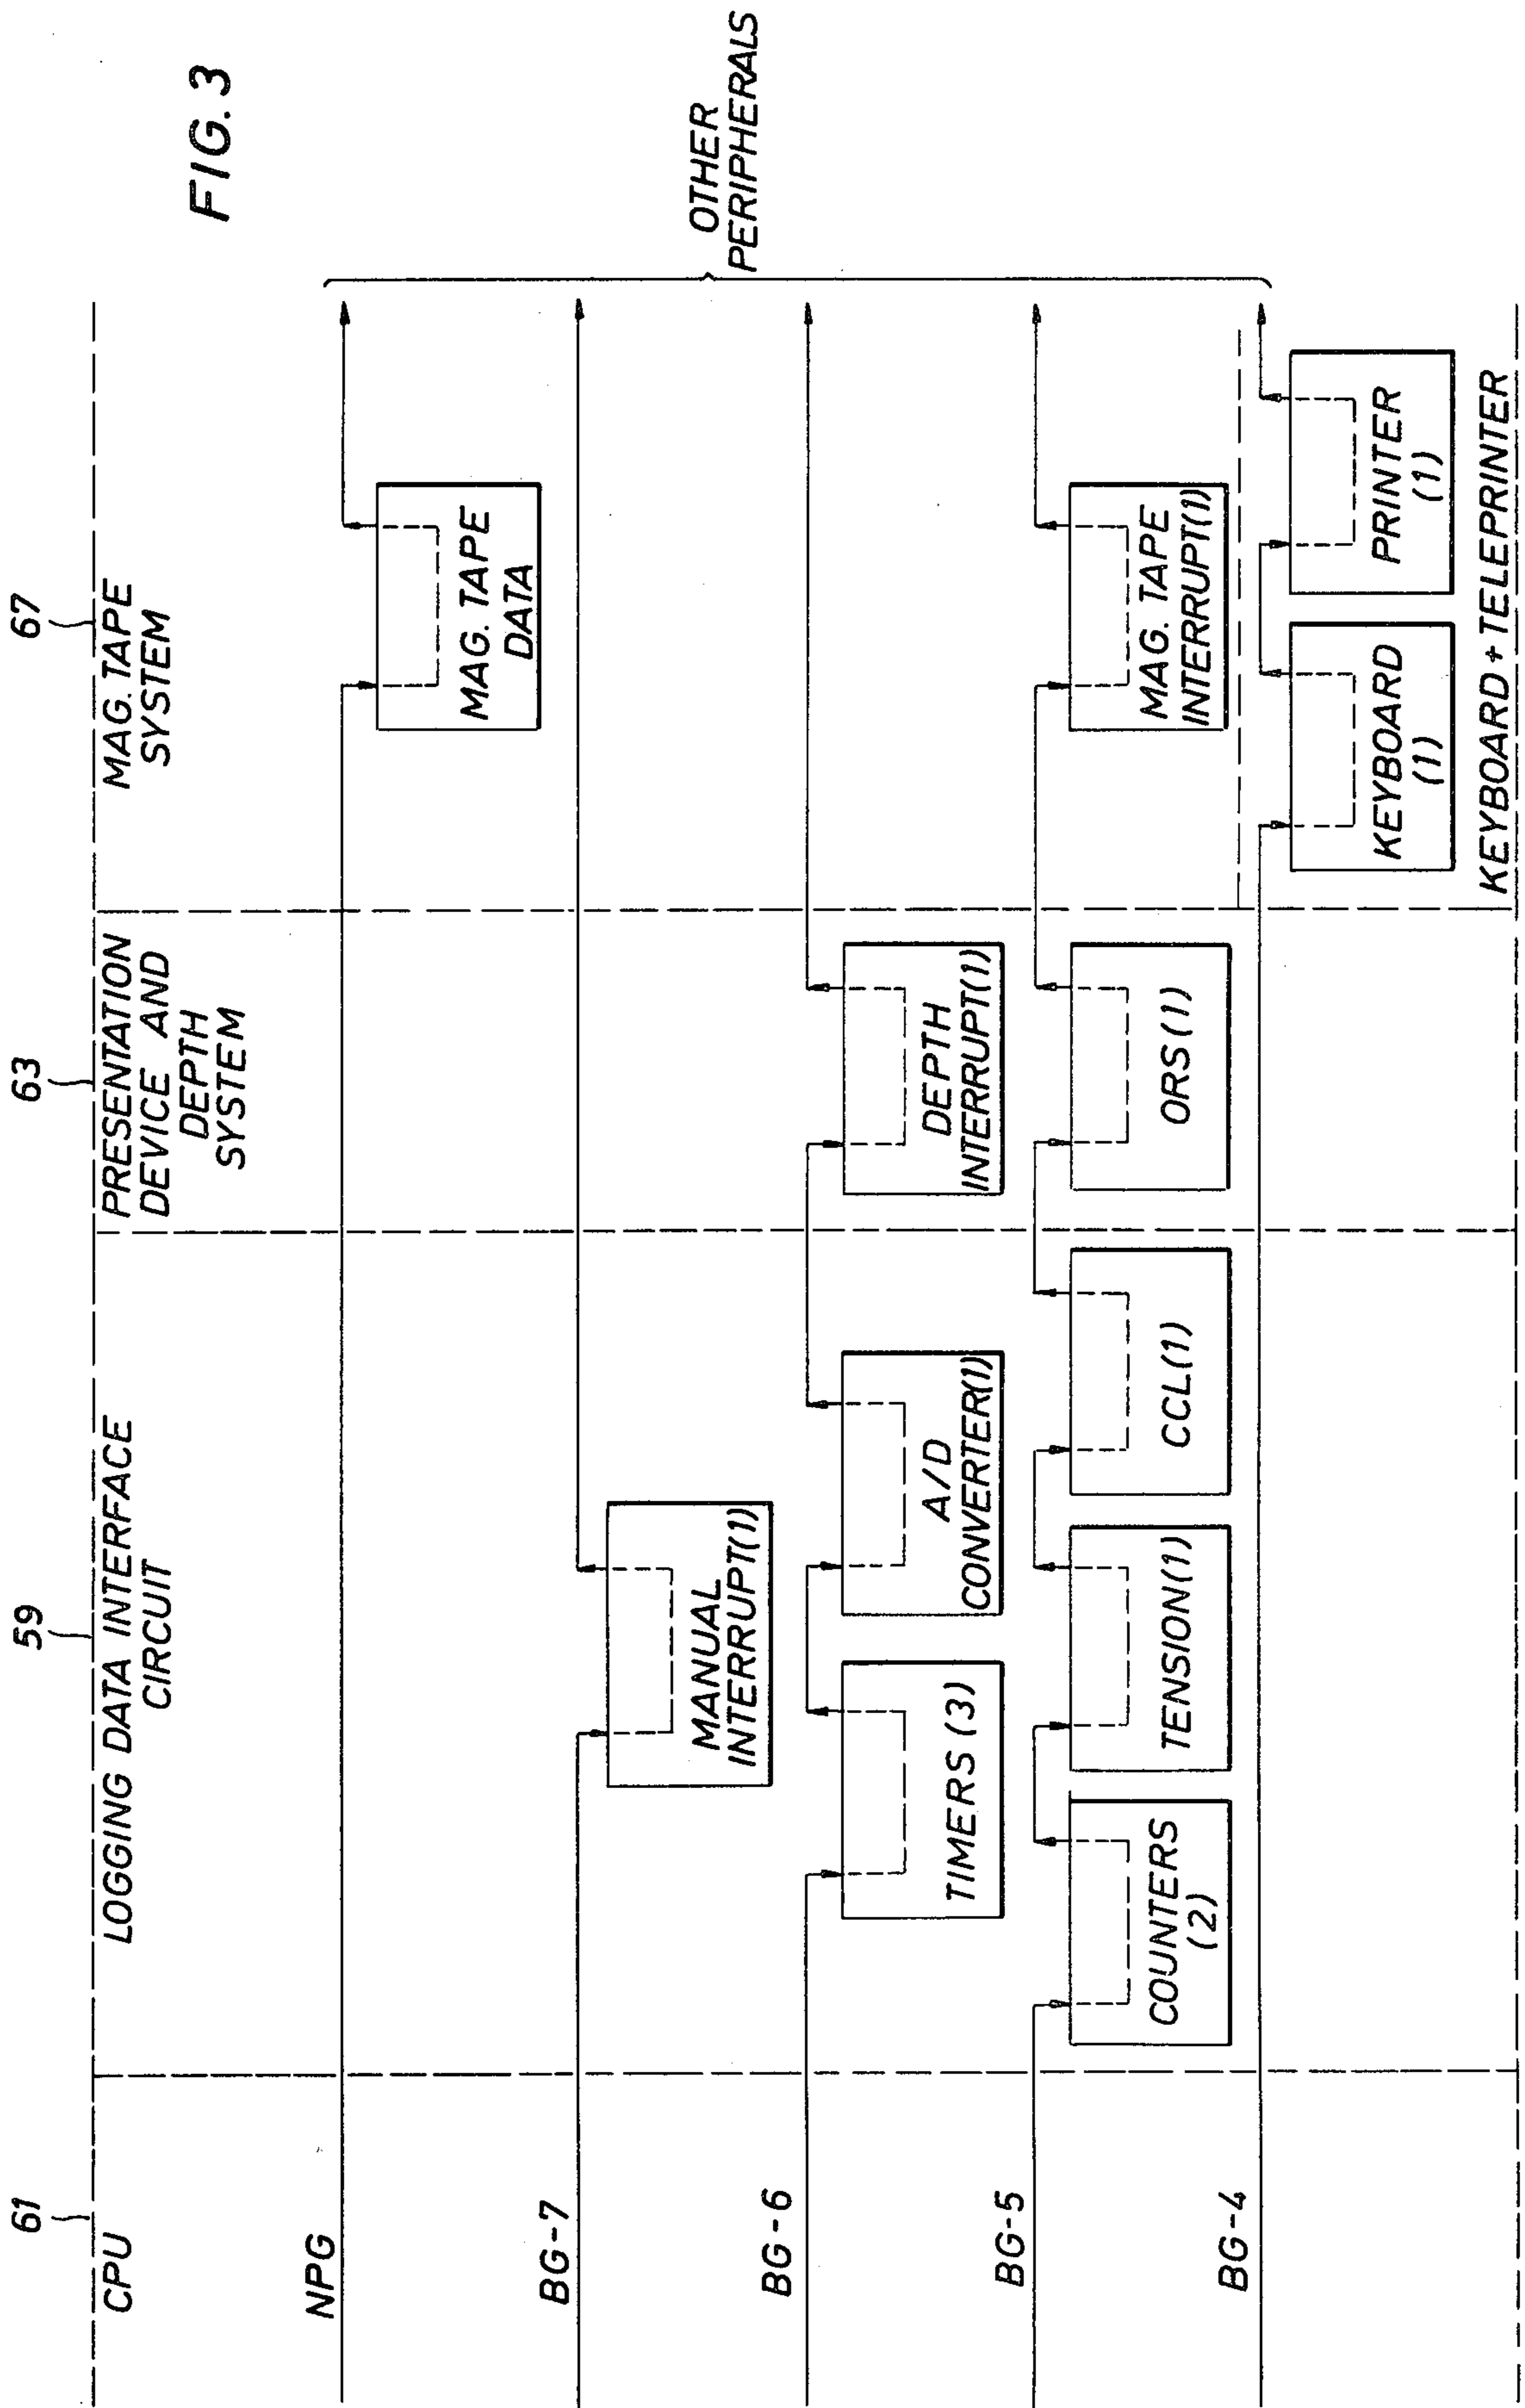 FIG. 3
61
59
63
67
CPU
LOGGING DATA INTERFACE
CIRCUIT
PRESENTATION
DEVICE AND
DEPTH
SYSTEM
MAG. TAPE
SYSTEM
NPG
MAG. TAPE
DATA
BG-7
MANUAL
INTERRUPT(1)
OTHER
PERIPHERALS
BG-6
TIMERS (3)
A/D
CONVERTER(1)
DEPTH
INTERRUPT(1)
BG-5
COUNTERS
(2)
TENSION(1)
CCL(1)
ORS(1)
MAG. TAPE
INTERRUPT(1)
BG-4
KEYBOARD
(1)
PRINTER
(1)
KEYBOARD + TELEPRINTER